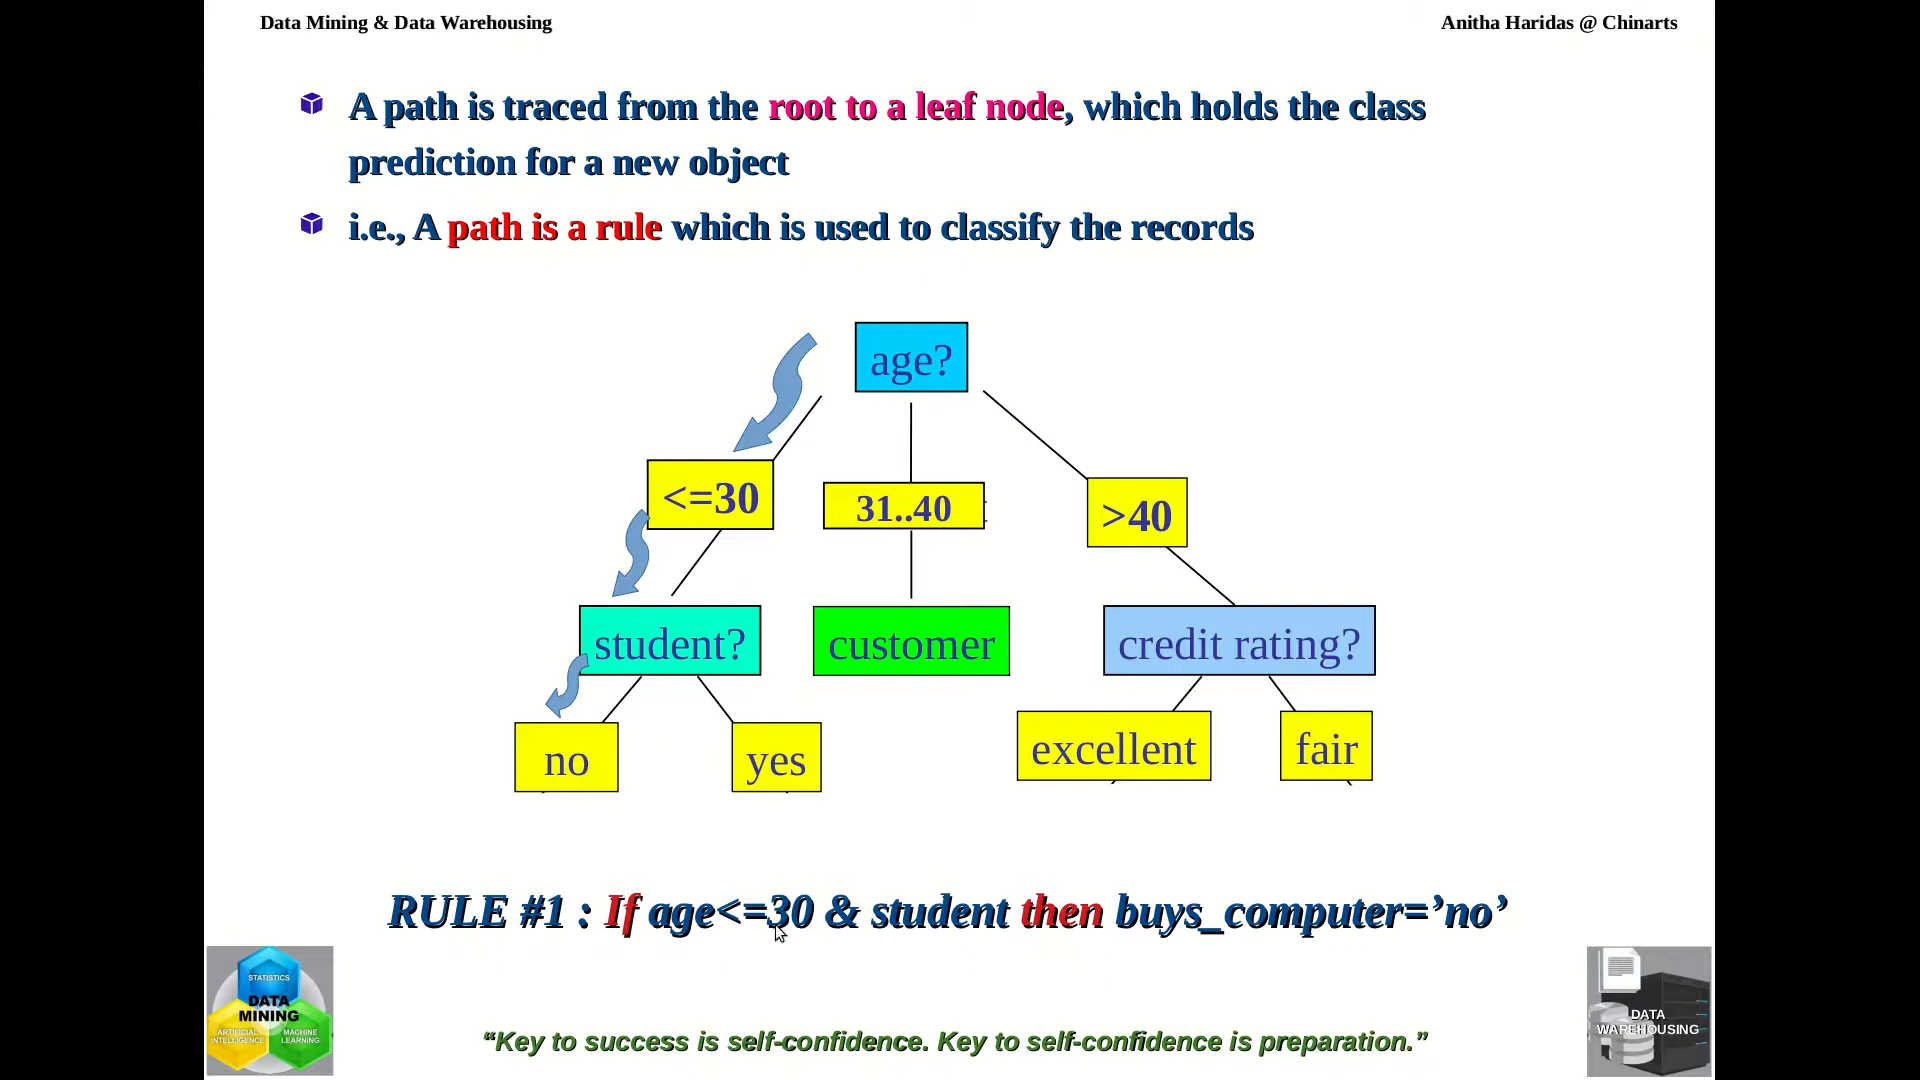 Data Mining & Data Warehousing
Anitha Haridas @ Chinarts
A path is traced from the root to a leaf node, which holds the class
prediction for a new object
i.e., A path is a rule which is used to classify the records
age?
<=30
31..40
>40
student?
customer
credit rating?
no
yes
excellent
fair
RULE #1 : If age<=30 & student then buys_computer=’no’
STATISTICS
DATA
MINING
ARTIFICIAL
INTELLIGENCE
MACHINE
LEARNING
“Key to success is self-confidence. Key to self-confidence is preparation.”
DATA
WAREHOUSING